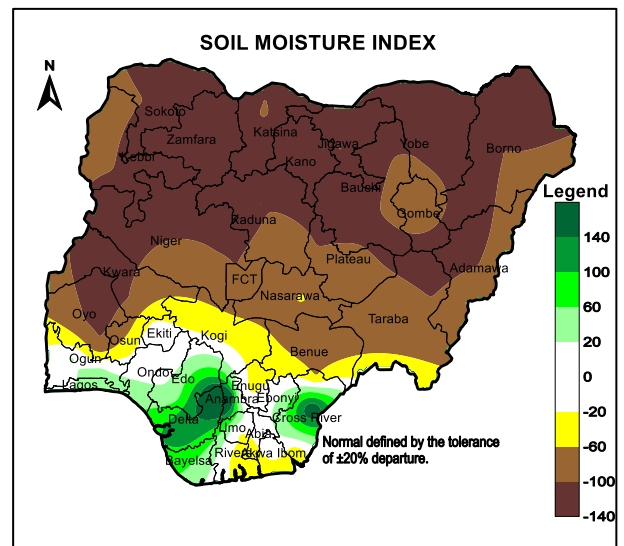 SOIL MOISTURE INDEX
N
Sokoto
Zamfara
Katsina
Jigawa
Yobe
Borno
Kebbi
Kano
Bauchi
Gombe
Kaduna
Niger
Plateau
Adamawa
Kwara
FCT
Nasarawa
Oyo
Taraba
Osun
Ekiti
Kogi
Benue
Ogun
Ondo
Edo
Enugu
Lagos
Anambra
Ebonyi
Delta
Imo
Abia
Cross River
Bayelsa
Rivers
Akwa Ibom
Legend
140
100
60
20
0
-20
-60
-100
-140
Normal defined by the tolerance
of ±20% departure.